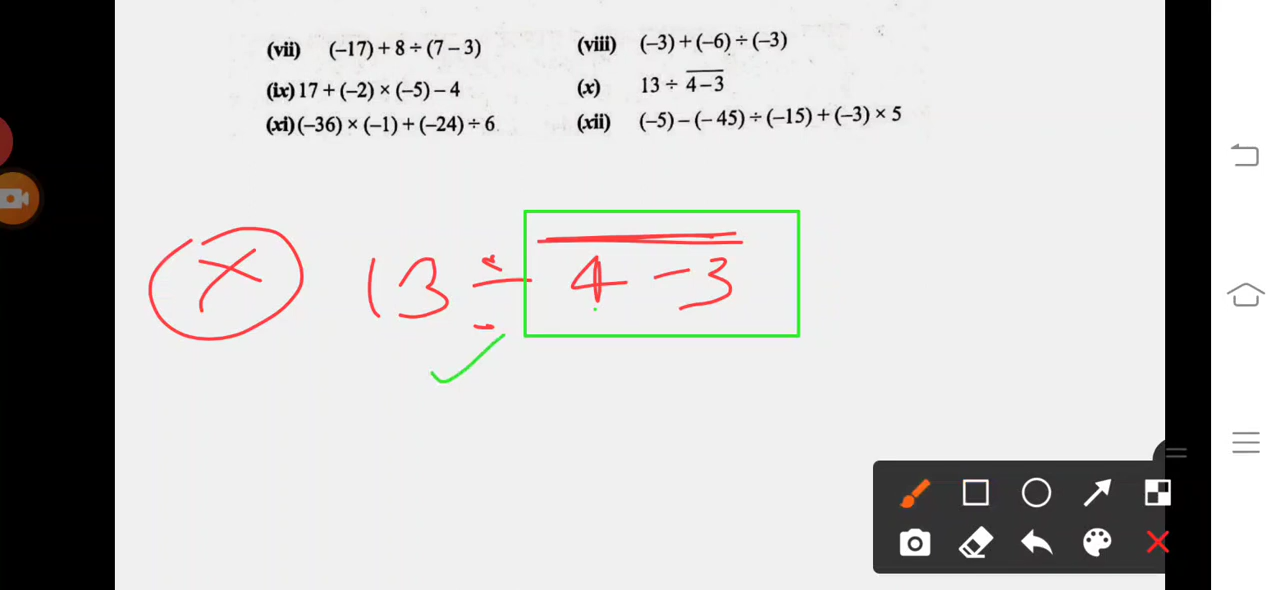 (vii) (–17) + 8 ÷ (7 – 3) (viii) (–3) + (–6) ÷ (–3)
(ix) 17 + (–2) × (–5) – 4 (x) 13 ÷ 4̅ ̅–̅ ̅3̅
(xi) (–36) × (–1) + (–24) ÷ 6 (xii) (–5) – (– 45) ÷ (–15) + (–3) × 5
x 13 ÷ 4̅ ̅–̅ ̅3̅